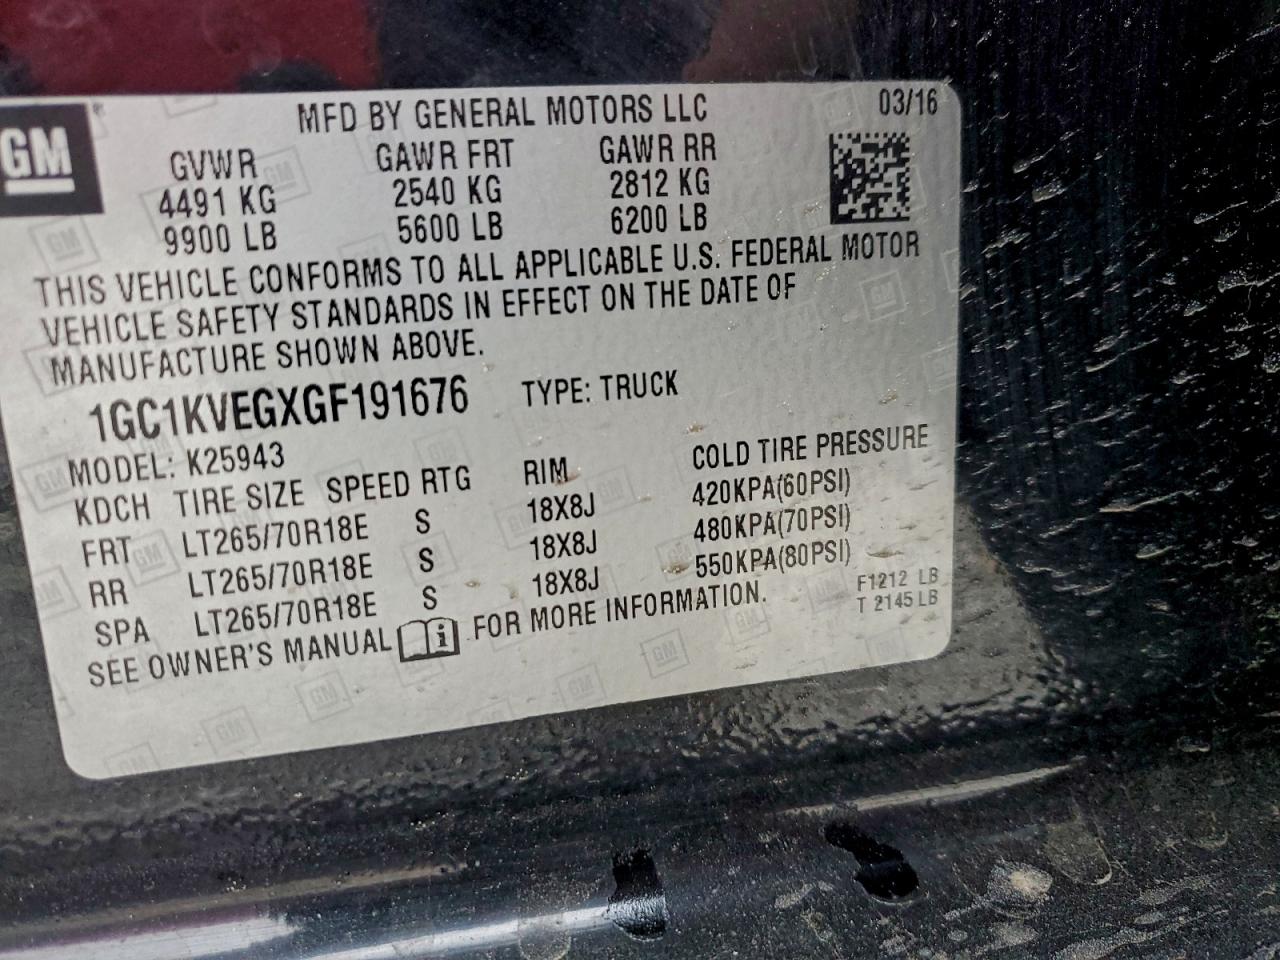 GM
MFD BY GENERAL MOTORS LLC 03/16
GVWR GAWR FRT GAWR RR
4491 KG 2540 KG 2812 KG
9900 LB 5600 LB 6200 LB
THIS VEHICLE CONFORMS TO ALL APPLICABLE U.S. FEDERAL MOTOR
VEHICLE SAFETY STANDARDS IN EFFECT ON THE DATE OF
MANUFACTURE SHOWN ABOVE.
1GC1KVEGXGF191676 TYPE: TRUCK
MODEL: K25943
KDCH TIRE SIZE SPEED RTG RIM COLD TIRE PRESSURE
FRT LT265/70R18E S 18X8J 420KPA(60PSI)
RR LT265/70R18E S 18X8J 480KPA(70PSI)
SPA LT265/70R18E S 18X8J 550KPA(80PSI)
SEE OWNER'S MANUAL i FOR MORE INFORMATION.
F1212 LB
T 2145 LB